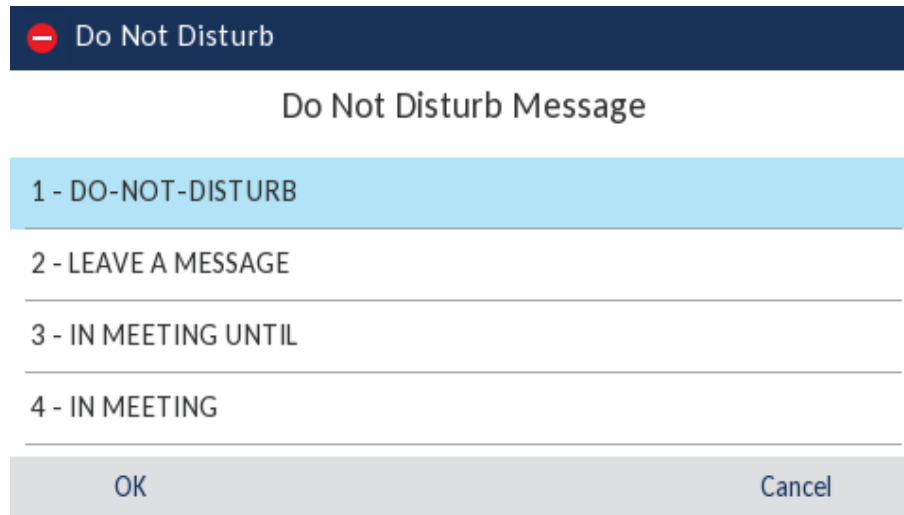 Do Not Disturb
Do Not Disturb Message
1 - DO-NOT-DISTURB
2 - LEAVE A MESSAGE
3 - IN MEETING UNTIL
4 - IN MEETING
OK Cancel